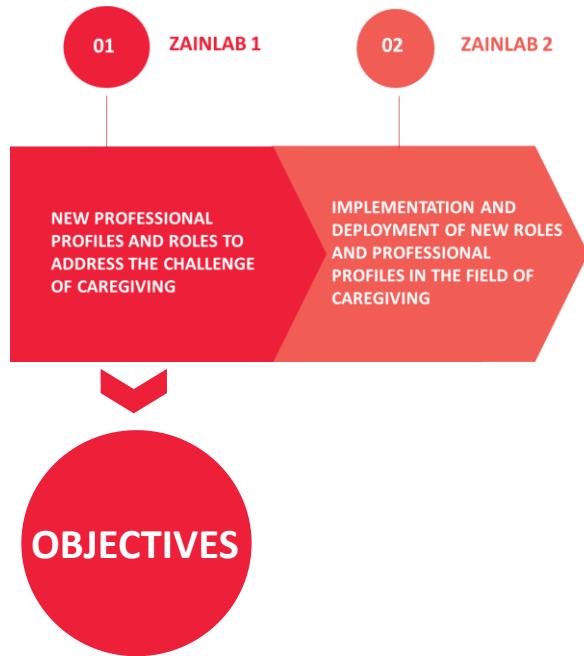 01
ZAINLAB 1
02
ZAINLAB 2
NEW PROFESSIONAL
PROFILES AND ROLES TO
ADDRESS THE CHALLENGE
OF CAREGIVING
IMPLEMENTATION AND
DEPLOYMENT OF NEW ROLES
AND PROFESSIONAL
PROFILES IN THE FIELD OF
CAREGIVING
OBJECTIVES